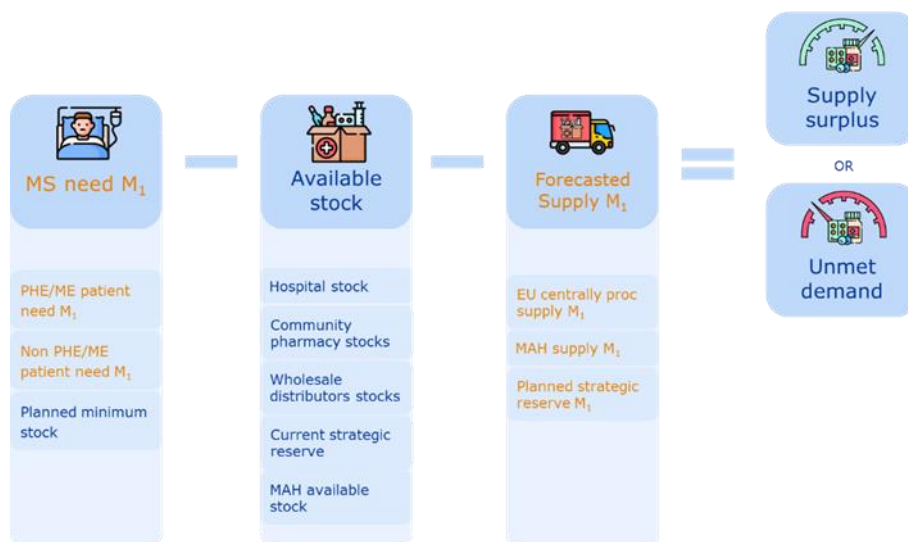 MS need M₁
PHE/ME patient
need M₁
Non PHE/ME
patient need M₁
Planned minimum
stock
Available
stock
Hospital stock
Community
pharmacy stocks
Wholesale
distributors stocks
Current strategic
reserve
MAH available
stock
Forecasted
Supply M₁
EU centrally proc
supply M₁
MAH supply M₁
Planned strategic
reserve M₁
Supply
surplus
OR
Unmet
demand